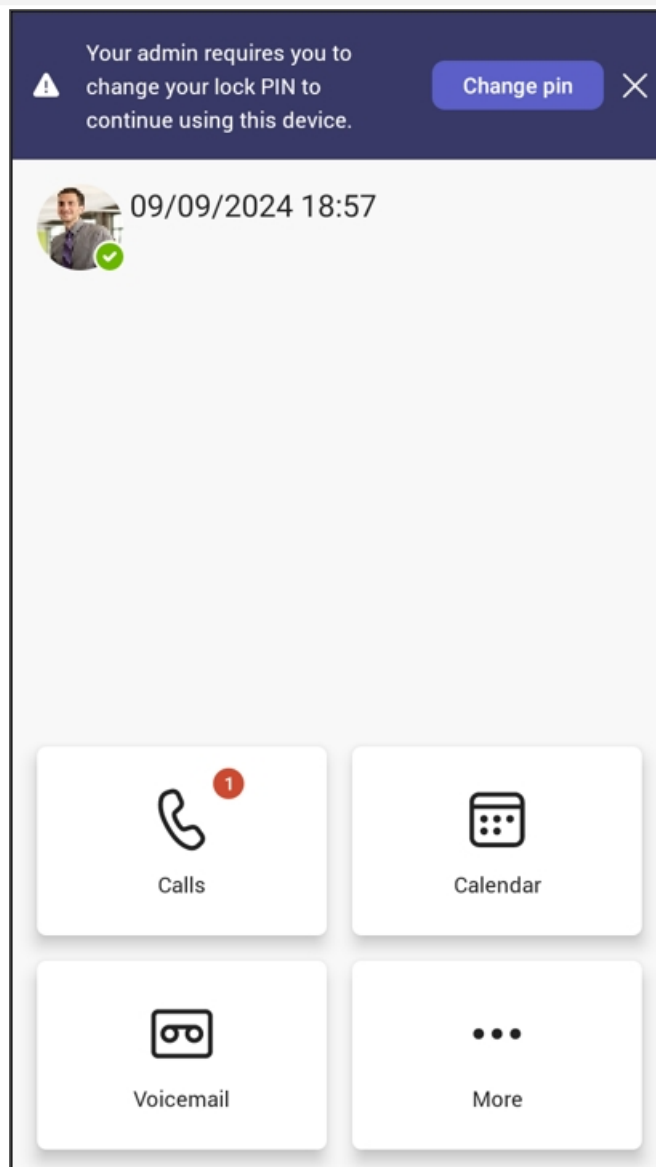 Your admin requires you to
change your lock PIN to
continue using this device.
Change pin
09/09/2024 18:57
1
Calls
Calendar
Voicemail
More